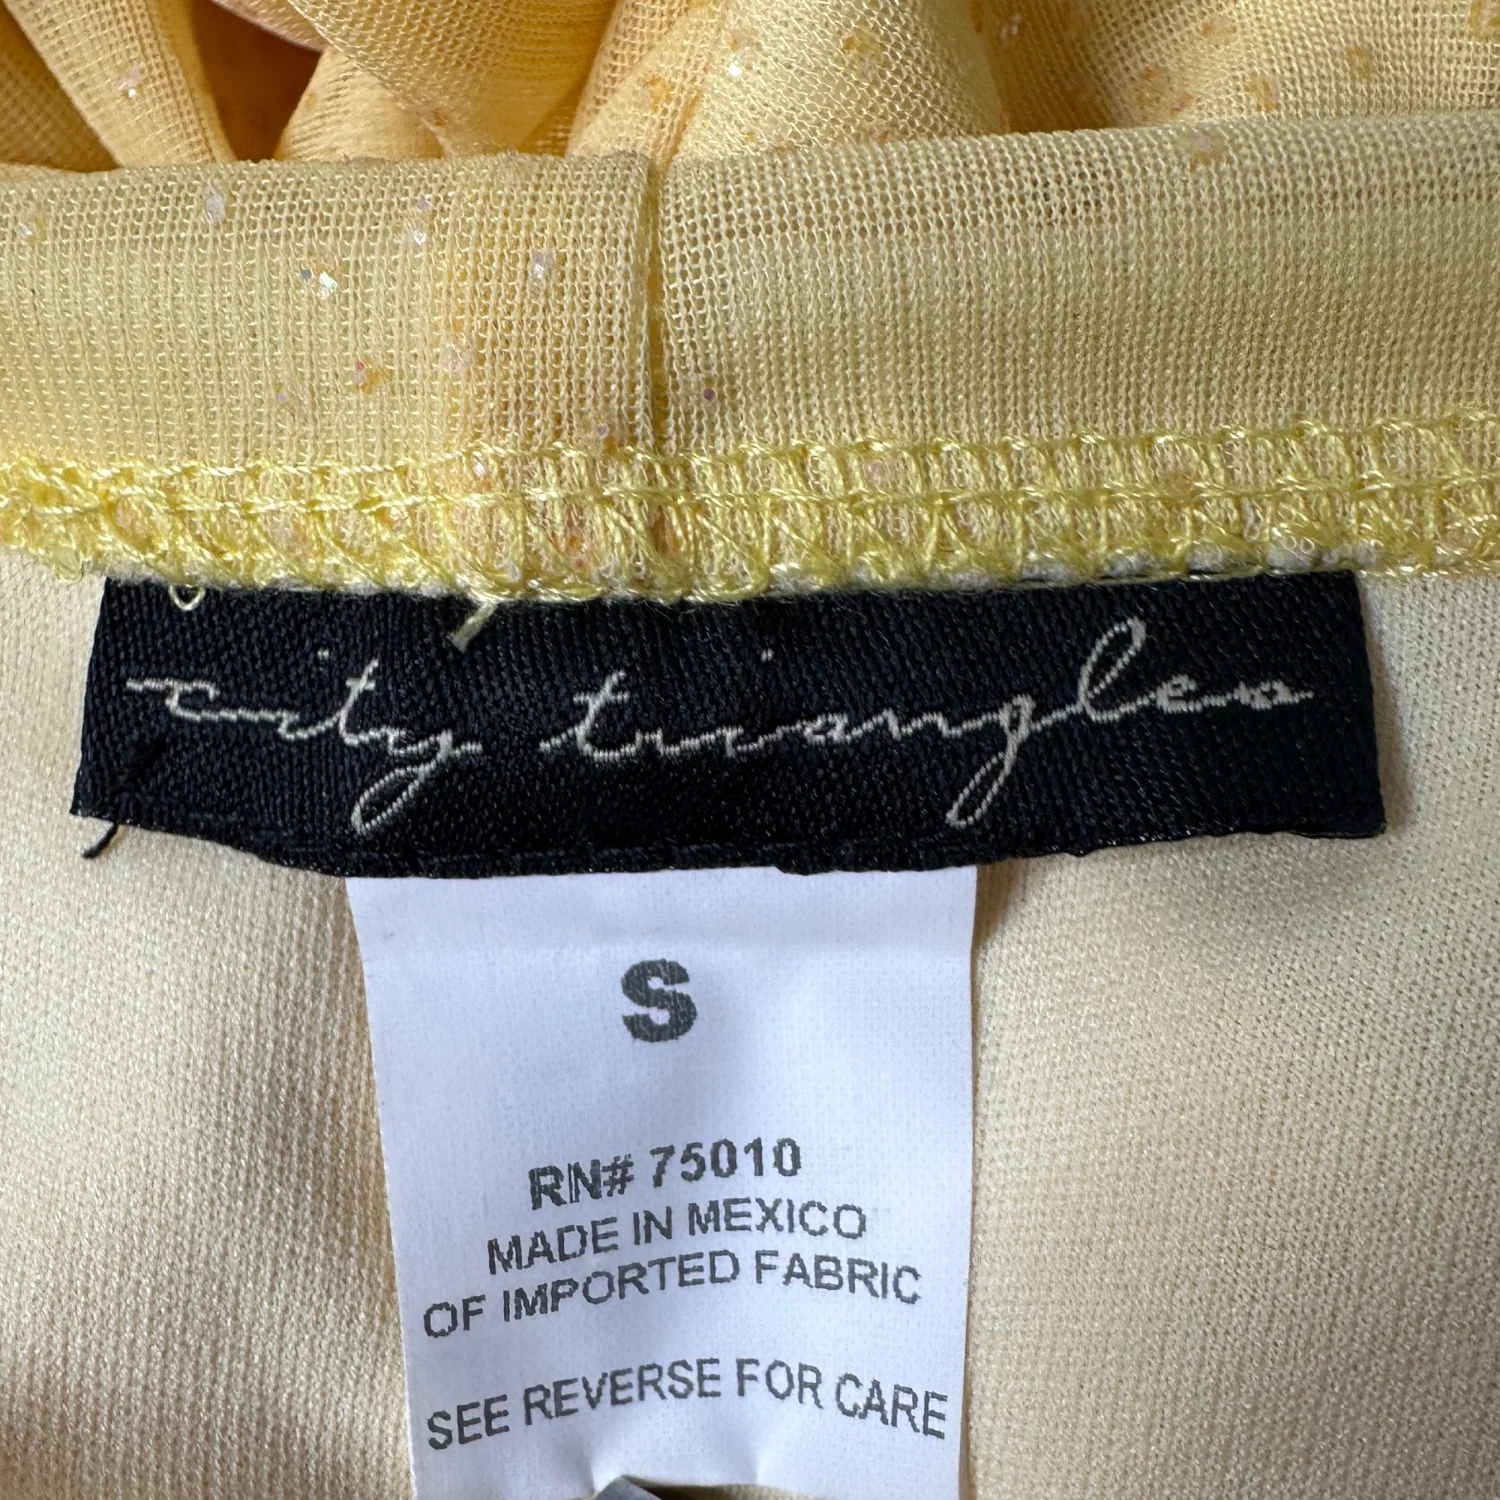 city triangles
S
RN# 75010
MADE IN MEXICO
OF IMPORTED FABRIC
SEE REVERSE FOR CARE